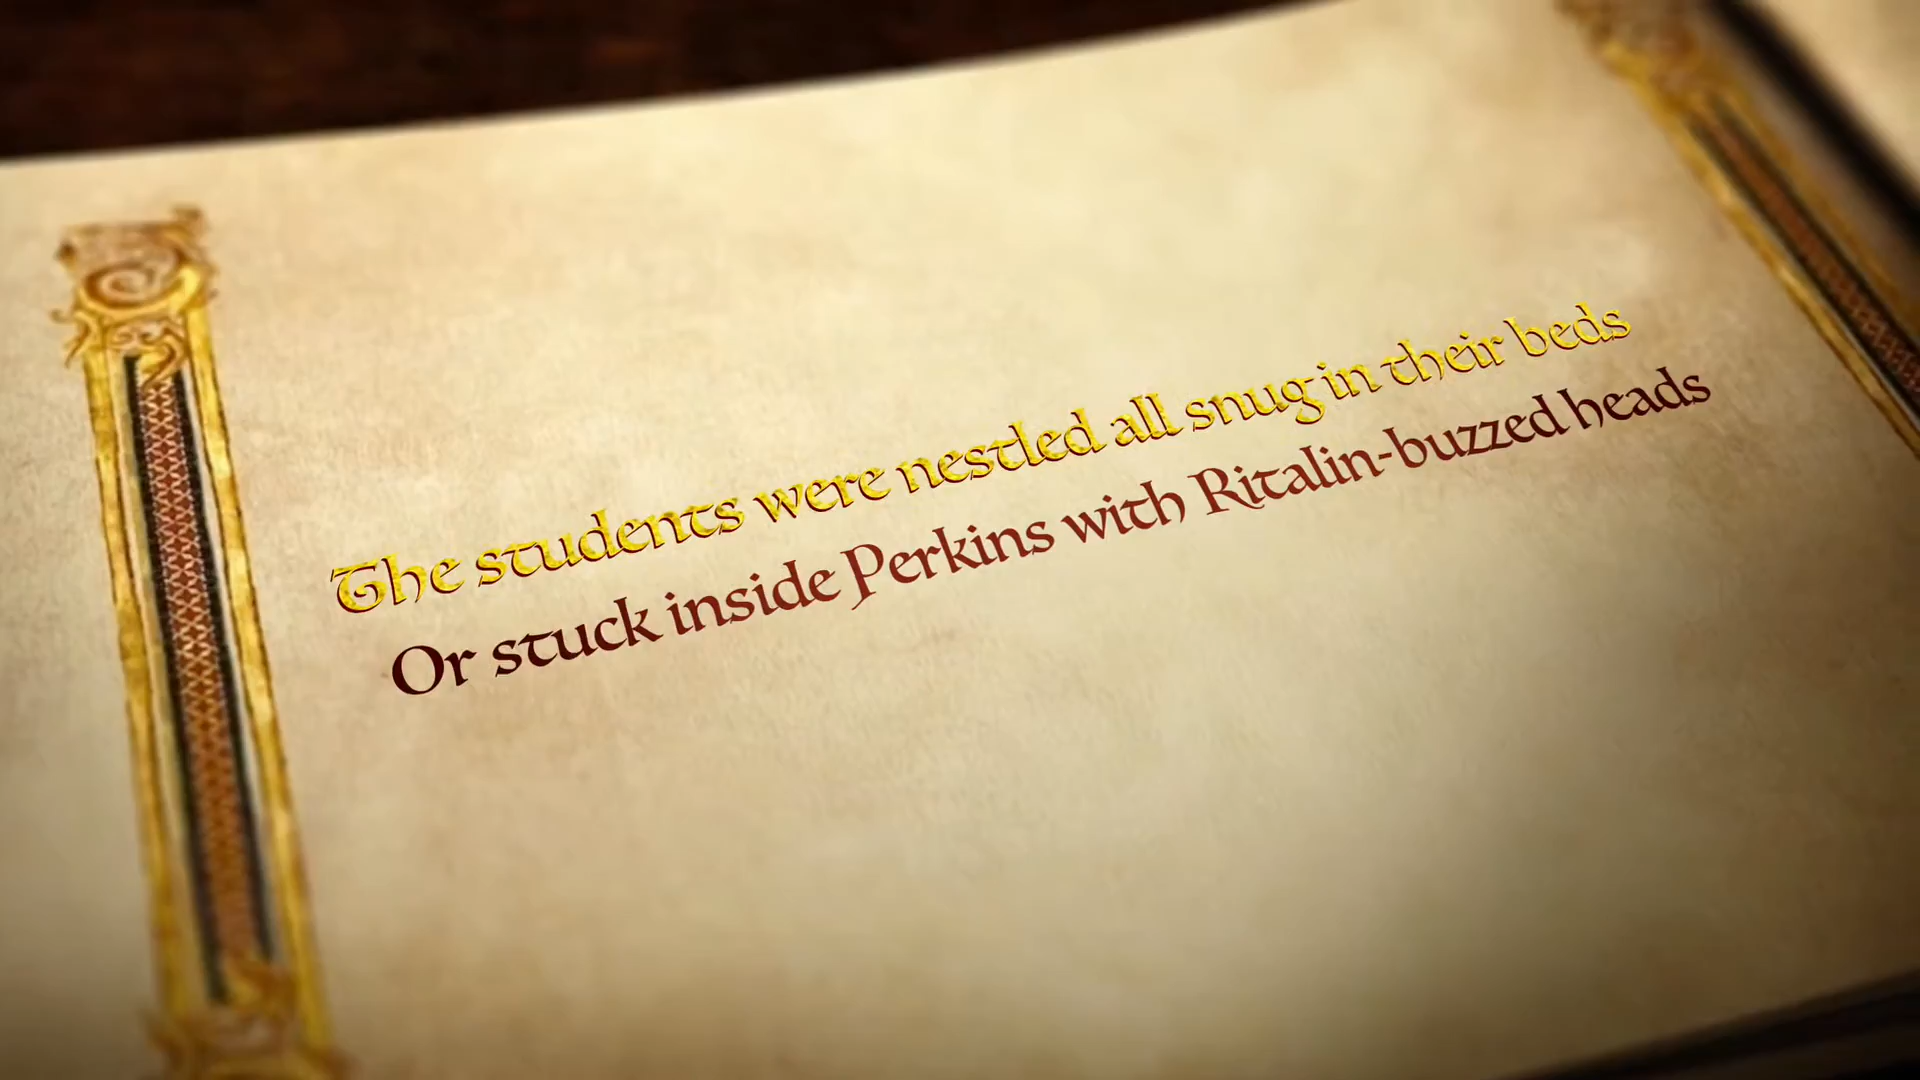 The students were nestled all snug in their beds
Or stuck inside Perkins with Ritalin-buzzed heads